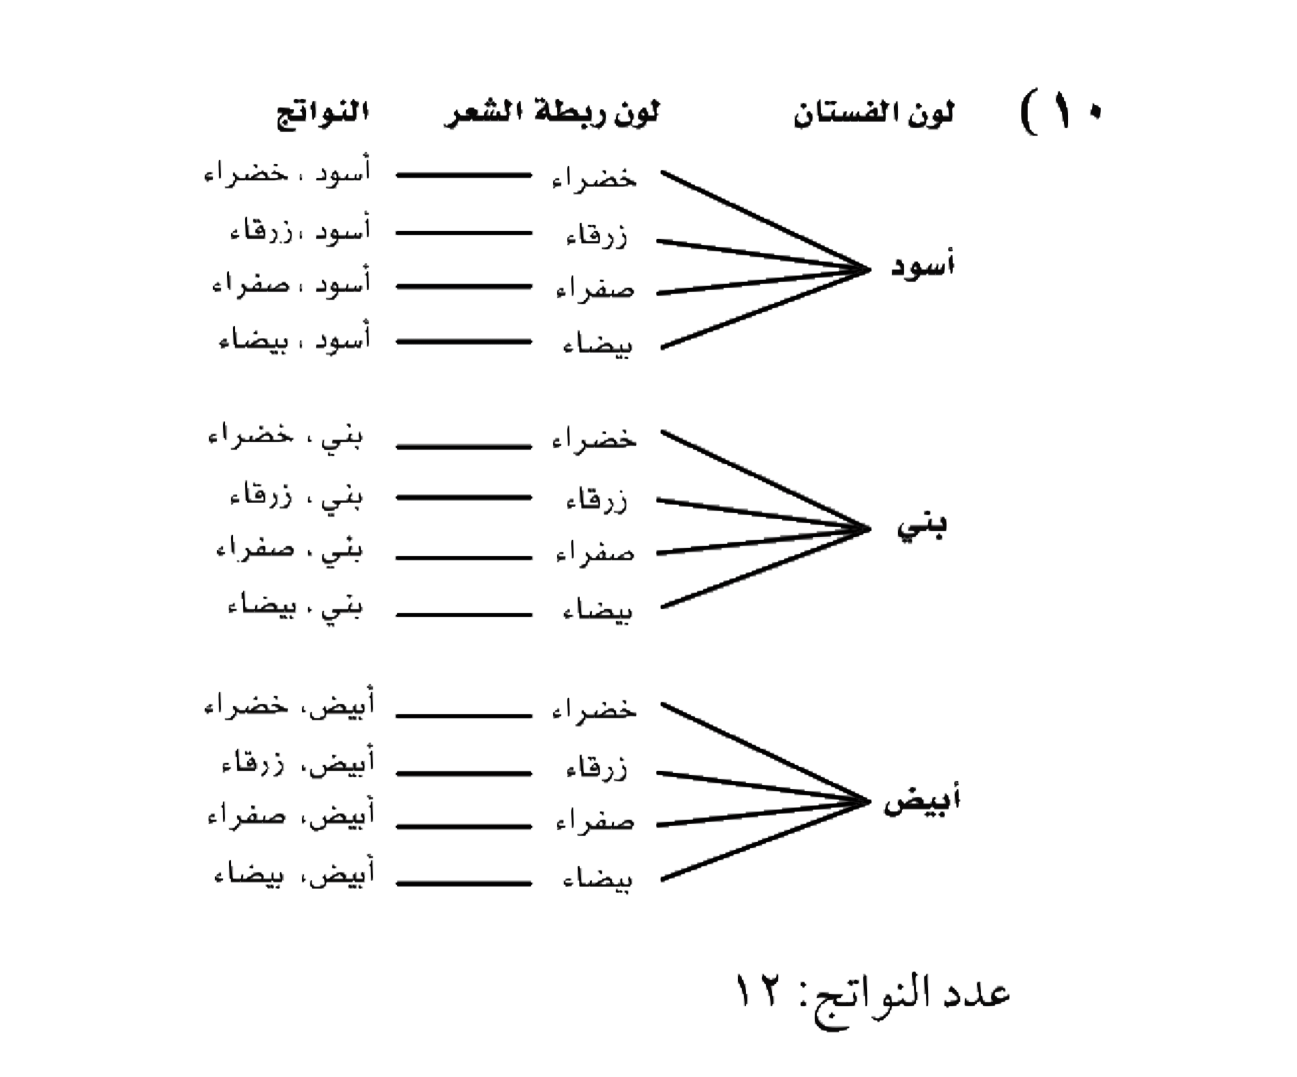 ١٠) لون الفستان لون ربطة الشعر النواتج
خضراء أسود ، خضراء
زرقاء أسود ، زرقاء
أسود
صفراء أسود ، صفراء
بيضاء أسود ، بيضاء
خضراء بني ، خضراء
زرقاء بني ، زرقاء
بني
صفراء بني ، صفراء
بيضاء بني ، بيضاء
خضراء أبيض، خضراء
زرقاء أبيض، زرقاء
أبيض
صفراء أبيض، صفراء
بيضاء أبيض، بيضاء
عدد النواتج: ١٢